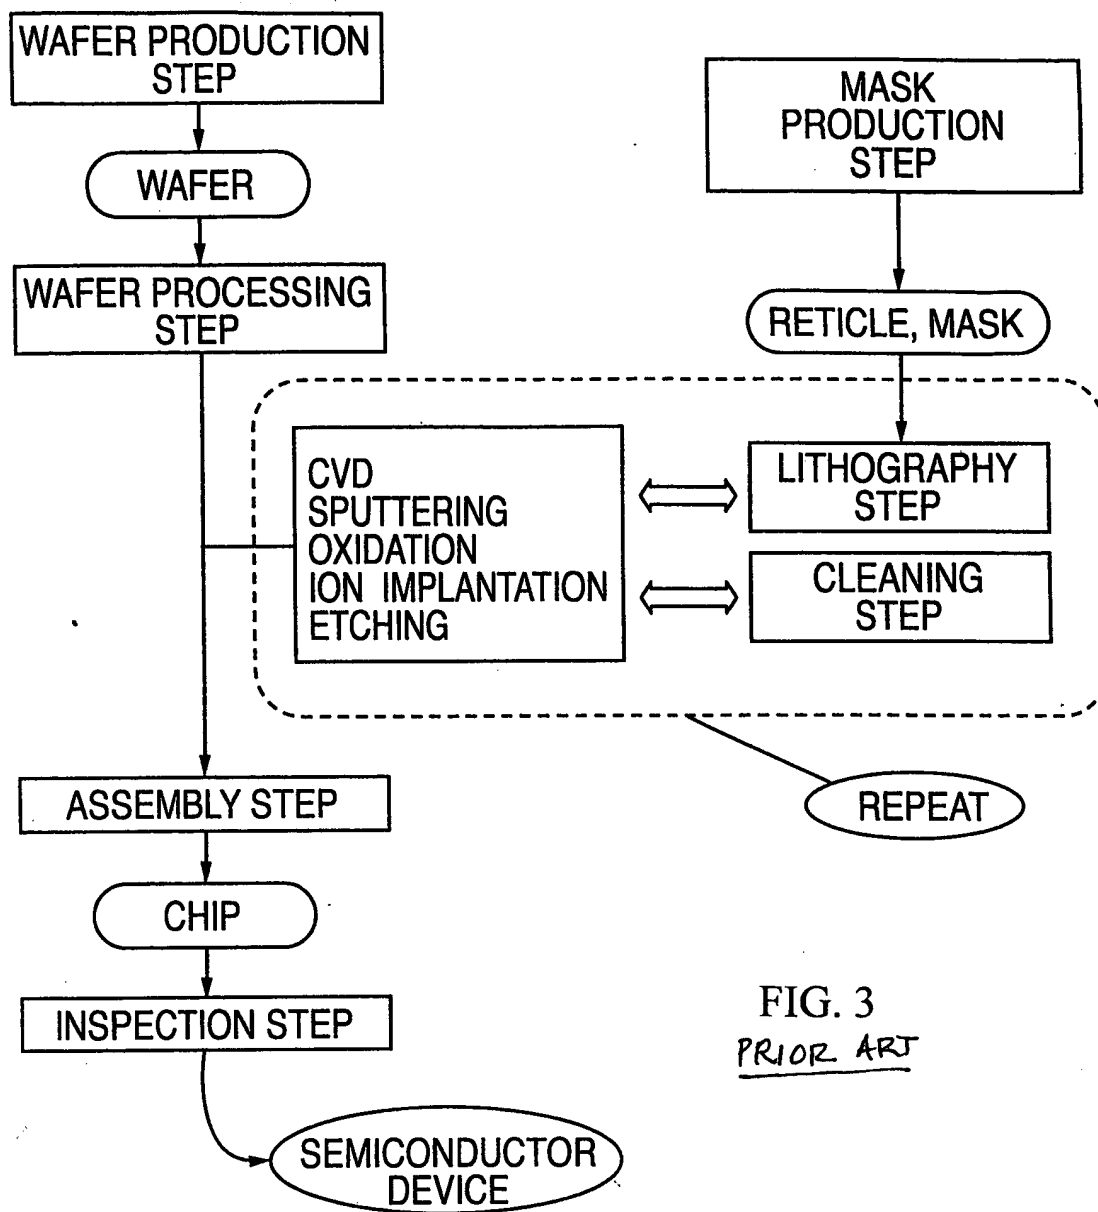 WAFER PRODUCTION
STEP
WAFER
WAFER PROCESSING
STEP
MASK
PRODUCTION
STEP
RETICLE, MASK
CVD
SPUTTERING
OXIDATION
ION IMPLANTATION
ETCHING
LITHOGRAPHY
STEP
CLEANING
STEP
REPEAT
ASSEMBLY STEP
CHIP
INSPECTION STEP
SEMICONDUCTOR
DEVICE
FIG. 3
PRIOR ART